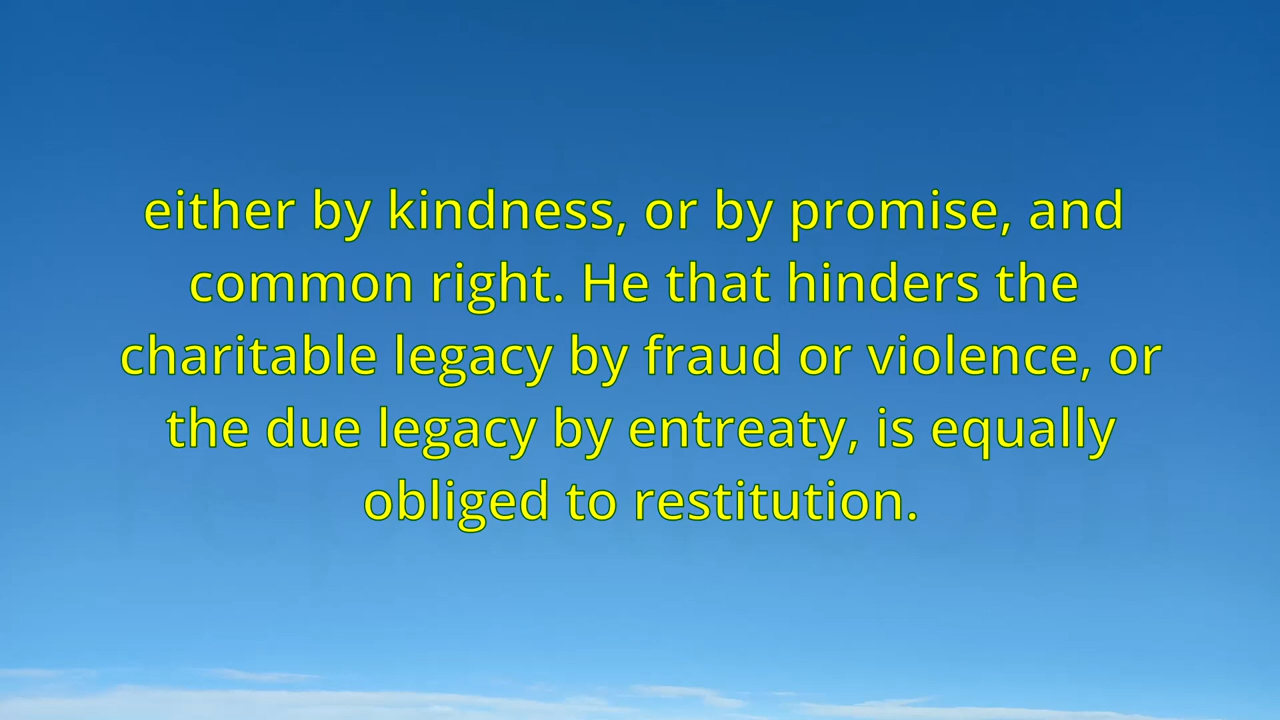 either by kindness, or by promise, and
common right. He that hinders the
charitable legacy by fraud or violence, or
the due legacy by entreaty, is equally
obliged to restitution.